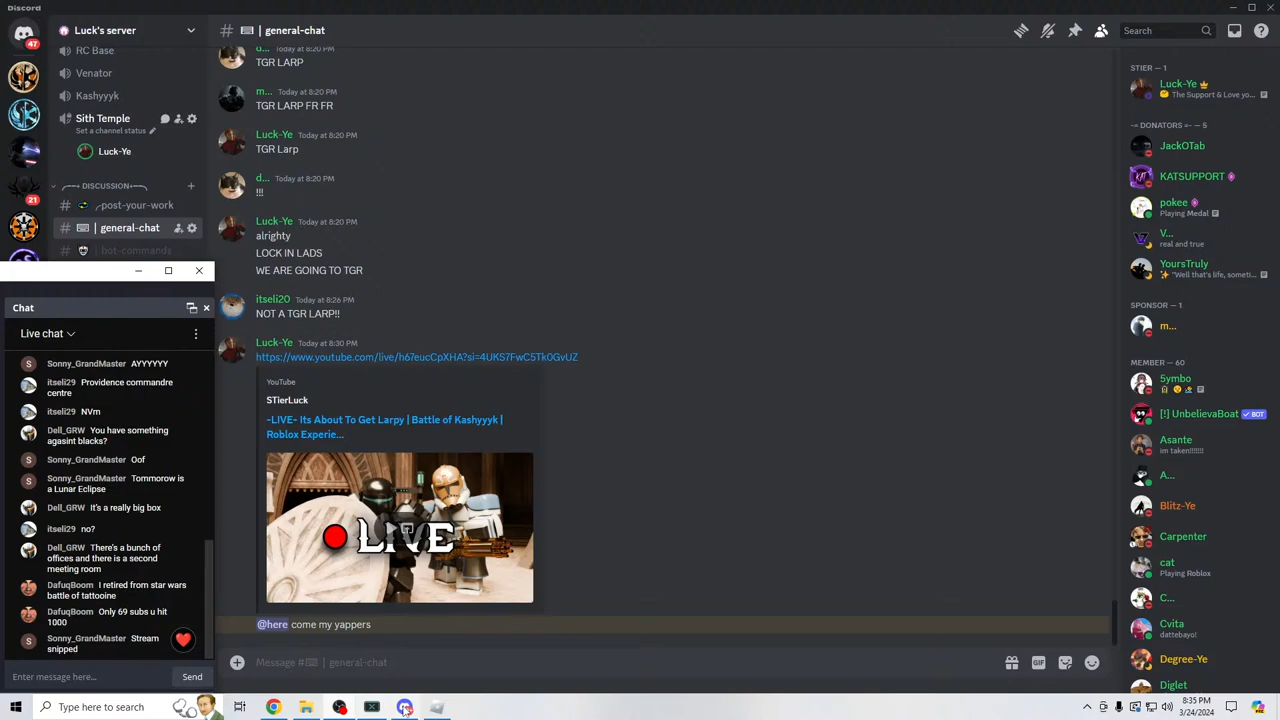 Discord
Luck's server
general-chat
Search
47
RC Base
Venator
Kashyyyk
Sith Temple
Set a channel status
Luck-Ye
21
DISCUSSION
post-your-work
general-chat
bot-commands
d... Today at 8:20 PM
TGR LARP
m... Today at 8:20 PM
TGR LARP FR FR
Luck-Ye Today at 8:20 PM
TGR Larp
d... Today at 8:20 PM
!!!
Luck-Ye Today at 8:20 PM
alrighty
LOCK IN LADS
WE ARE GOING TO TGR
itseli20 Today at 8:26 PM
NOT A TGR LARP!!
Luck-Ye Today at 8:30 PM
https://www.youtube.com/live/h67eucCpXHA?si=4UKS7FwC5Tk0GvUZ
YouTube
STierLuck
-LIVE- Its About To Get Larpy | Battle of Kashyyyk |
Roblox Experie...
LIVE
@here come my yappers
Message #
general-chat
GIF
Chat
Live chat
Sonny_GrandMaster AYYYYYY
itseli29 Providence commandre
centre
itseli29 NVm
Dell_GRW You have something
agasint blacks?
Sonny_GrandMaster Oof
Sonny_GrandMaster Tommorow is
a Lunar Eclipse
Dell_GRW It's a really big box
itseli29 no?
Dell_GRW There's a bunch of
offices and there is a second
meeting room
DafuqBoom I retired from star wars
battle of tattooine
DafuqBoom Only 69 subs u hit
1000
Sonny_GrandMaster Stream
snipped
Enter message here...
Send
STIER — 1
Luck-Ye
The Support & Love yo...
-= DONATORS =- — 5
JackOTab
KATSUPPORT
pokee
Playing Medal
V...
real and true
YoursTruly
"Well that's life, someti...
SPONSOR — 1
m...
MEMBER — 60
5ymbo
[!] UnbelievaBoat BOT
Asante
im taken!!!!!!!
A...
Blitz-Ye
Carpenter
cat
Playing Roblox
C...
Cvita
dattebayo!
Degree-Ye
Diglet
Type here to search
8:35 PM
3/24/2024